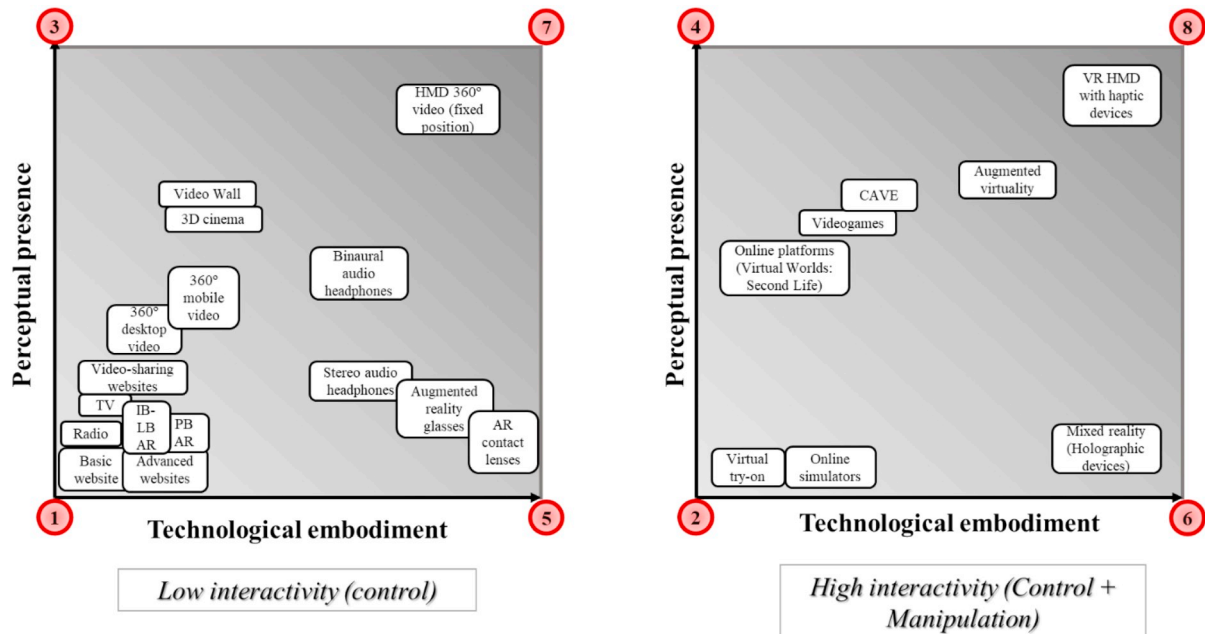 3
7
Perceptual presence
HMD 360°
video (fixed
position)
Video Wall
3D cinema
Binaural
audio
headphones
360°
mobile
video
360°
desktop
video
Video-sharing
websites
Stereo audio
headphones
Augmented
reality
glasses
AR
contact
lenses
TV
IB-
LB
AR
PB
AR
Radio
Basic
website
Advanced
websites
1
5
Technological embodiment
Low interactivity (control)
4
8
Perceptual presence
VR HMD
with haptic
devices
Augmented
virtuality
CAVE
Videogames
Online platforms
(Virtual Worlds:
Second Life)
Mixed reality
(Holographic
devices)
Virtual
try-on
Online
simulators
2
6
Technological embodiment
High interactivity (Control +
Manipulation)